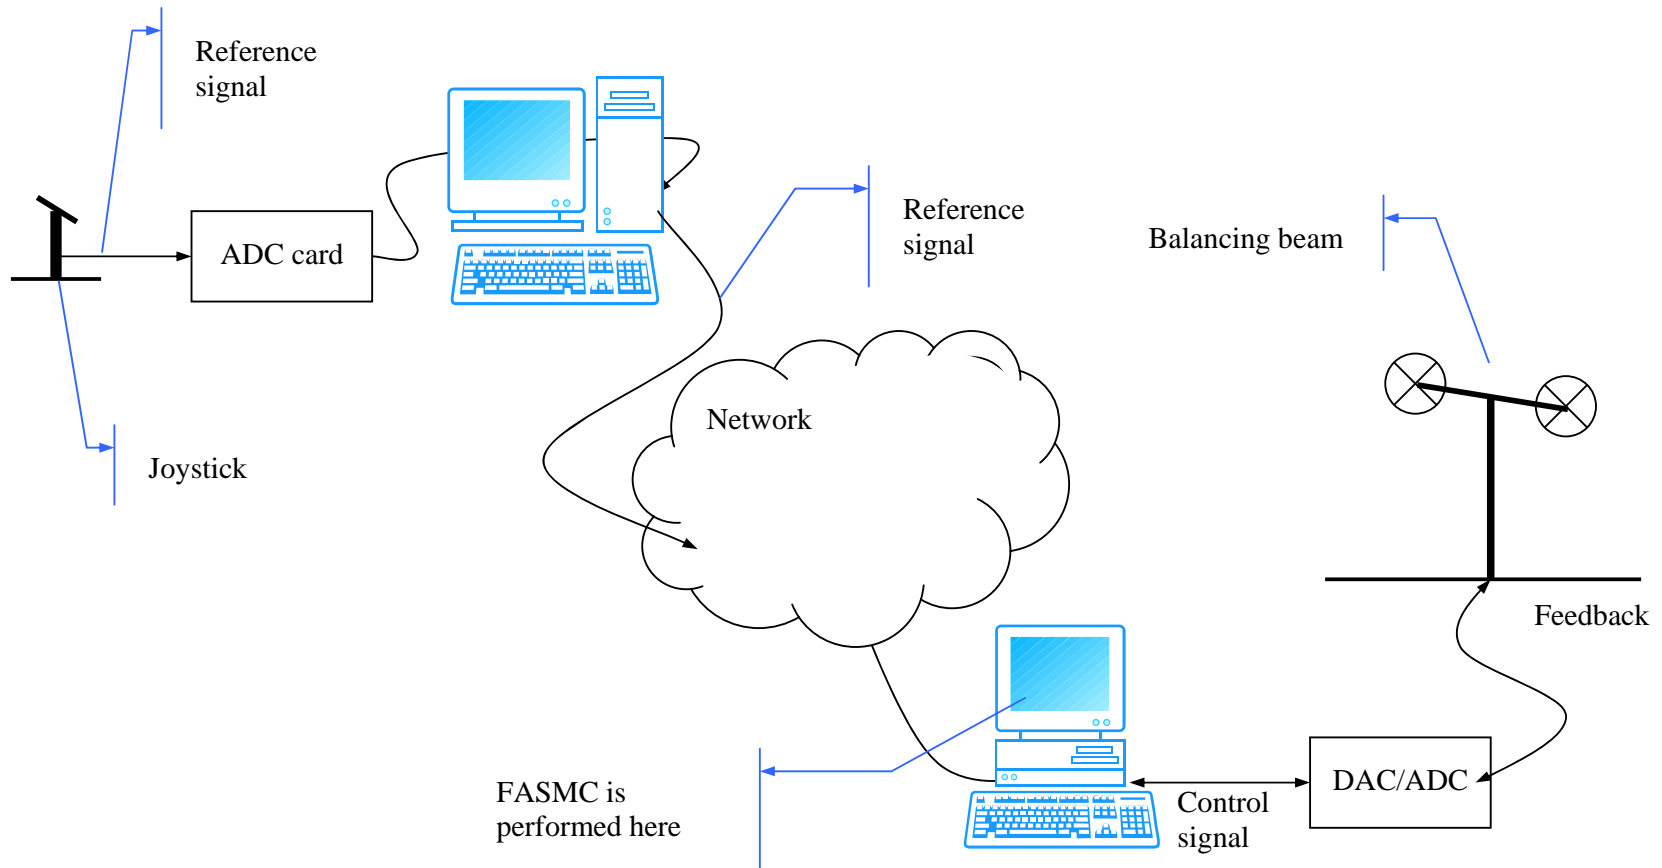 Reference
signal
ADC card
Joystick
Reference
signal
Balancing beam
Network
Feedback
FASMC is
performed here
Control
signal
DAC/ADC